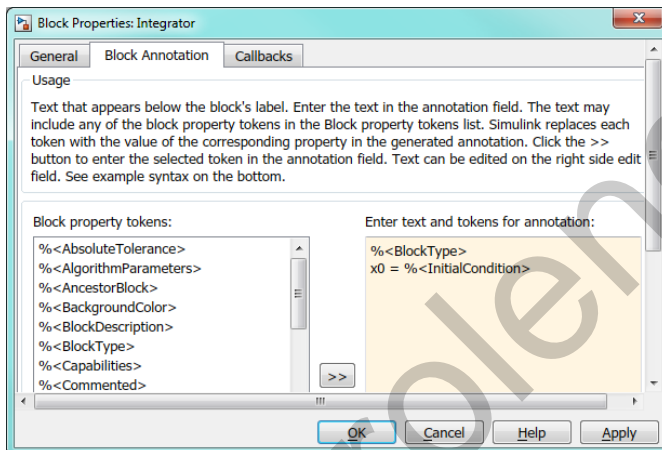 Block Properties: Integrator
General Block Annotation Callbacks
Usage
Text that appears below the block's label. Enter the text in the annotation field. The text may
include any of the block property tokens in the Block property tokens list. Simulink replaces each
token with the value of the corresponding property in the generated annotation. Click the >>
button to enter the selected token in the annotation field. Text can be edited on the right side edit
field. See example syntax on the bottom.
Block property tokens:
%<AbsoluteTolerance>
%<AlgorithmParameters>
%<AncestorBlock>
%<BackgroundColor>
%<BlockDescription>
%<BlockType>
%<Capabilities>
%<Commented>
>>
Enter text and tokens for annotation:
%<BlockType>
x0 = %<InitialCondition>
OK Cancel Help Apply